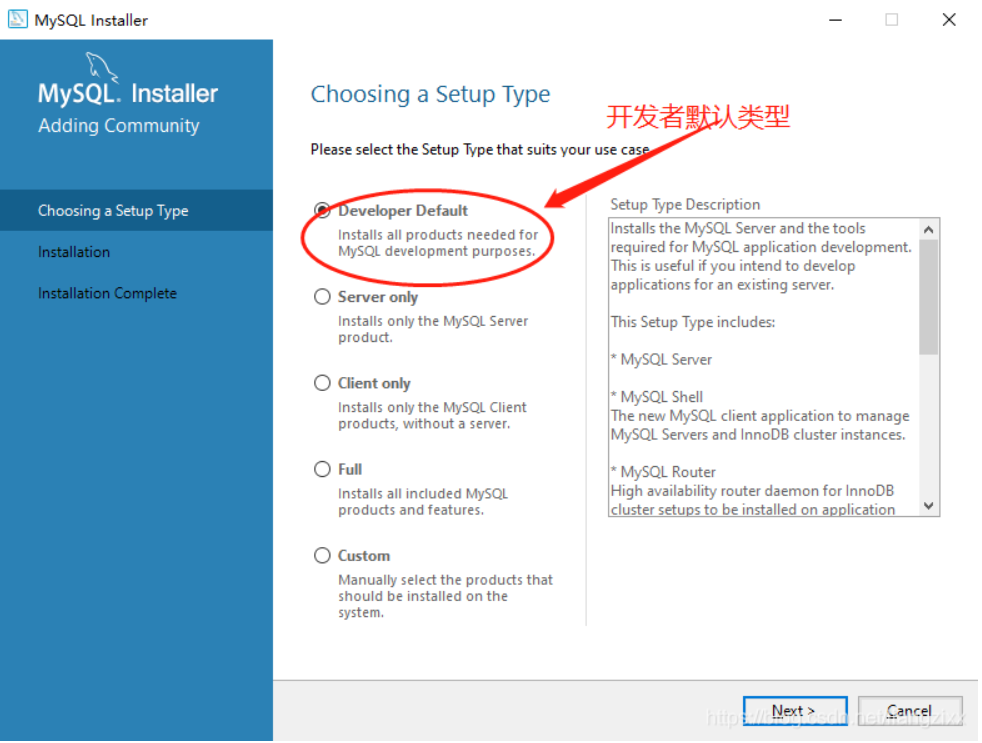 MySQL Installer
MySQL. Installer
Adding Community
Choosing a Setup Type
Installation
Installation Complete
Choosing a Setup Type
开发者默认类型
Please select the Setup Type that suits your use case.
Developer Default
Installs all products needed for
MySQL development purposes.
Server only
Installs only the MySQL Server
product.
Client only
Installs only the MySQL Client
products, without a server.
Full
Installs all included MySQL
products and features.
Custom
Manually select the products that
should be installed on the
system.
Setup Type Description
Installs the MySQL Server and the tools
required for MySQL application development.
This is useful if you intend to develop
applications for an existing server.
This Setup Type includes:
* MySQL Server
* MySQL Shell
The new MySQL client application to manage
MySQL Servers and InnoDB cluster instances.
* MySQL Router
High availability router daemon for InnoDB
cluster setups to be installed on application
Next >
Cancel